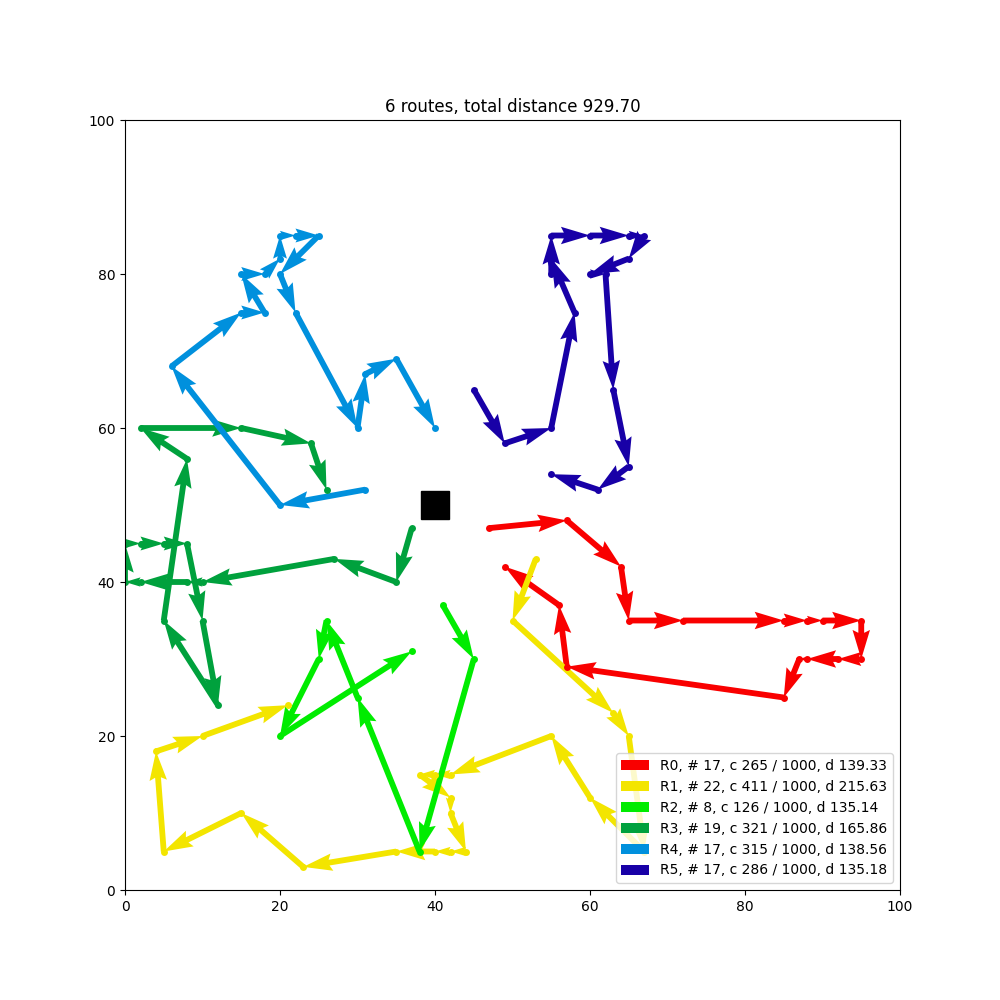 6 routes, total distance 929.70
100
80
60
40
20
0
0 20 40 60 80 100
R0, # 17, c 265 / 1000, d 139.33
R1, # 22, c 411 / 1000, d 215.63
R2, # 8, c 126 / 1000, d 135.14
R3, # 19, c 321 / 1000, d 165.86
R4, # 17, c 315 / 1000, d 138.56
R5, # 17, c 286 / 1000, d 135.18